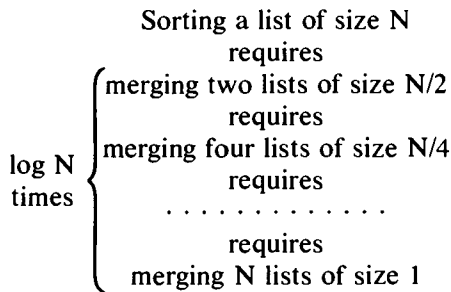 Sorting a list of size N
requires
merging two lists of size N/2
requires
merging four lists of size N/4
requires
. . . . . . . . . . . . .
requires
merging N lists of size 1
log N
times